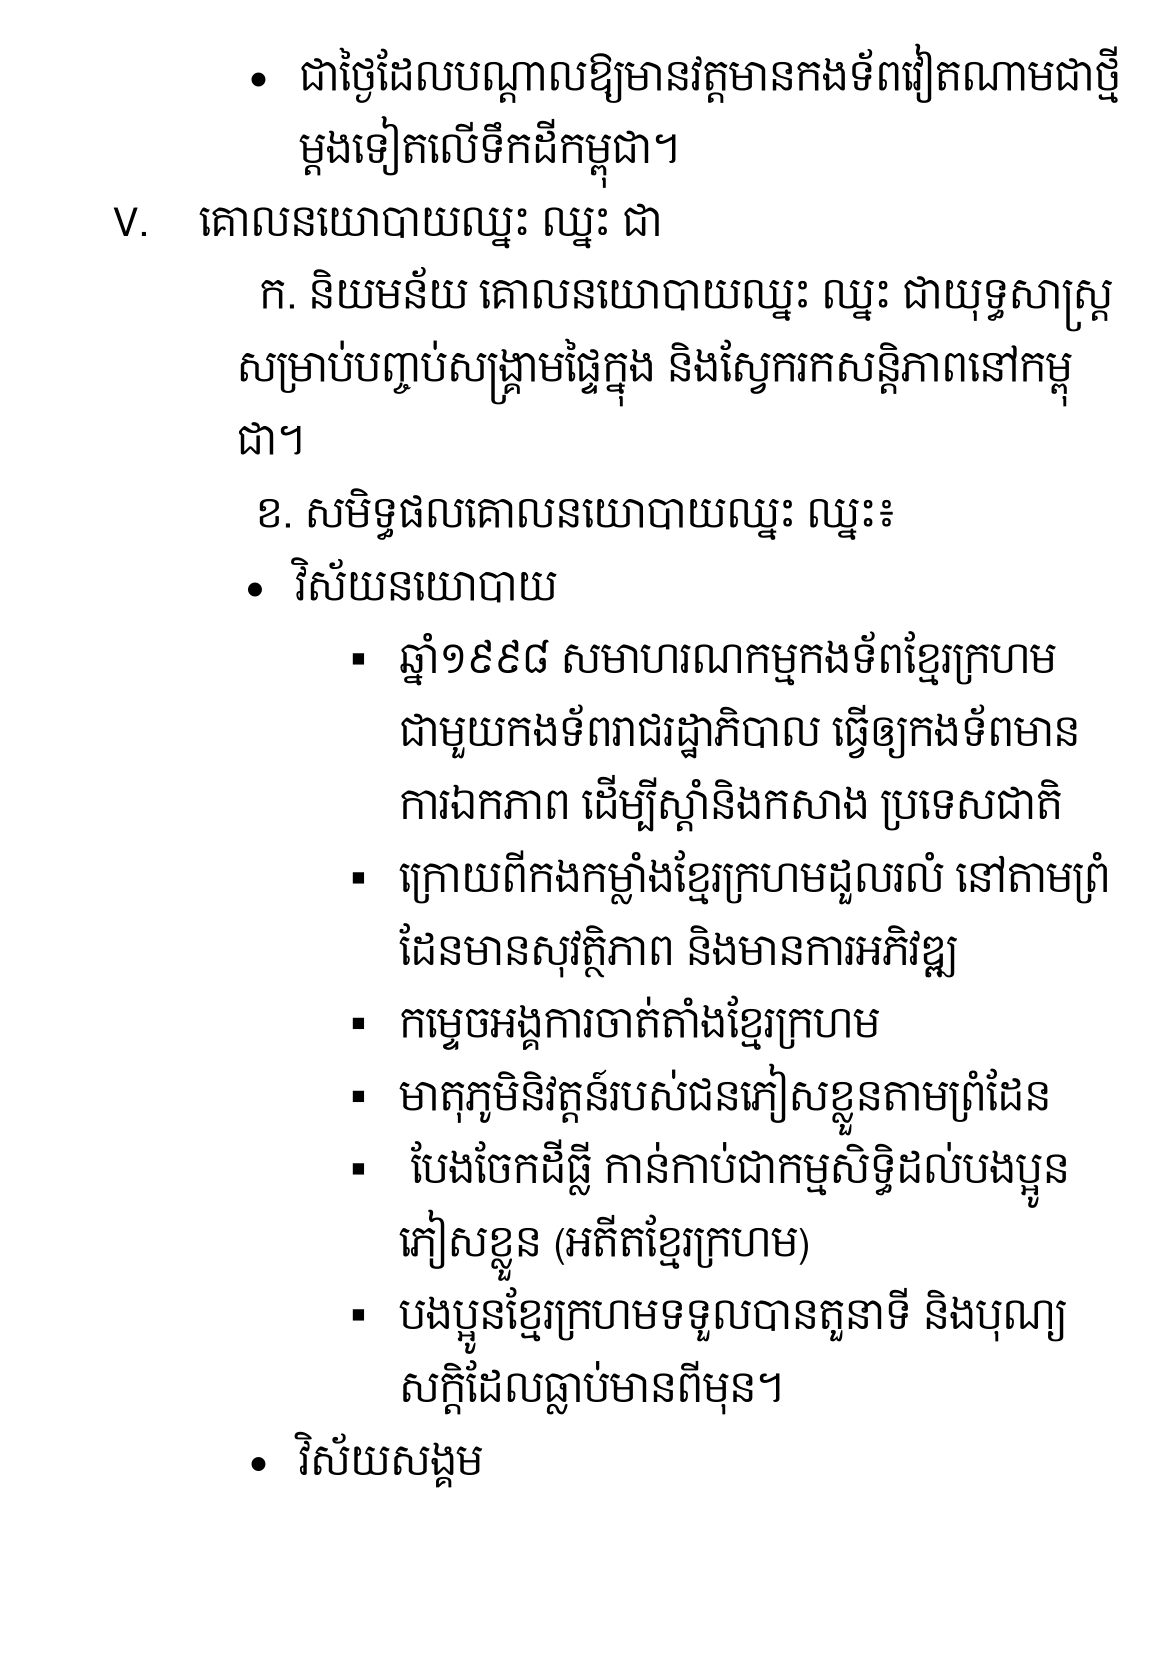 • ជាថ្ងៃដែលបណ្ដាលឱ្យមានវត្តមានកងទ័ពវៀតណាមជាថ្មី
ម្ដងទៀតលើទឹកដីកម្ពុជា។
V. គោលនយោបាយឈ្នះ ឈ្នះ ជា
ក. និយមន័យ គោលនយោបាយឈ្នះ ឈ្នះ ជាយុទ្ធសាស្ត្រ
សម្រាប់បញ្ចប់សង្គ្រាមផ្ទៃក្នុង និងស្វែករកសន្តិភាពនៅកម្ពុ
ជា។
ខ. សមិទ្ធផលគោលនយោបាយឈ្នះ ឈ្នះ៖
• វិស័យនយោបាយ
▪ ឆ្នាំ១៩៩៨ សមាហរណកម្មកងទ័ពខ្មែរក្រហម
ជាមួយកងទ័ពរាជរដ្ឋាភិបាល ធ្វើឲ្យកងទ័ពមាន
ការឯកភាព ដើម្បីស្ដាំនិងកសាង ប្រទេសជាតិ
▪ ក្រោយពីកងកម្លាំងខ្មែរក្រហមដួលរលំ នៅតាមព្រំ
ដែនមានសុវត្ថិភាព និងមានការអភិវឌ្ឍ
▪ កម្ទេចអង្គការចាត់តាំងខ្មែរក្រហម
▪ មាតុភូមិនិវត្តន៍របស់ជនភៀសខ្លួនតាមព្រំដែន
▪ បែងចែកដីធ្លី កាន់កាប់ជាកម្មសិទ្ធិដល់បងប្អូន
ភៀសខ្លួន (អតីតខ្មែរក្រហម)
▪ បងប្អូនខ្មែរក្រហមទទួលបានតួនាទី និងបុណ្យ
សក្ដិដែលធ្លាប់មានពីមុន។
• វិស័យសង្គម